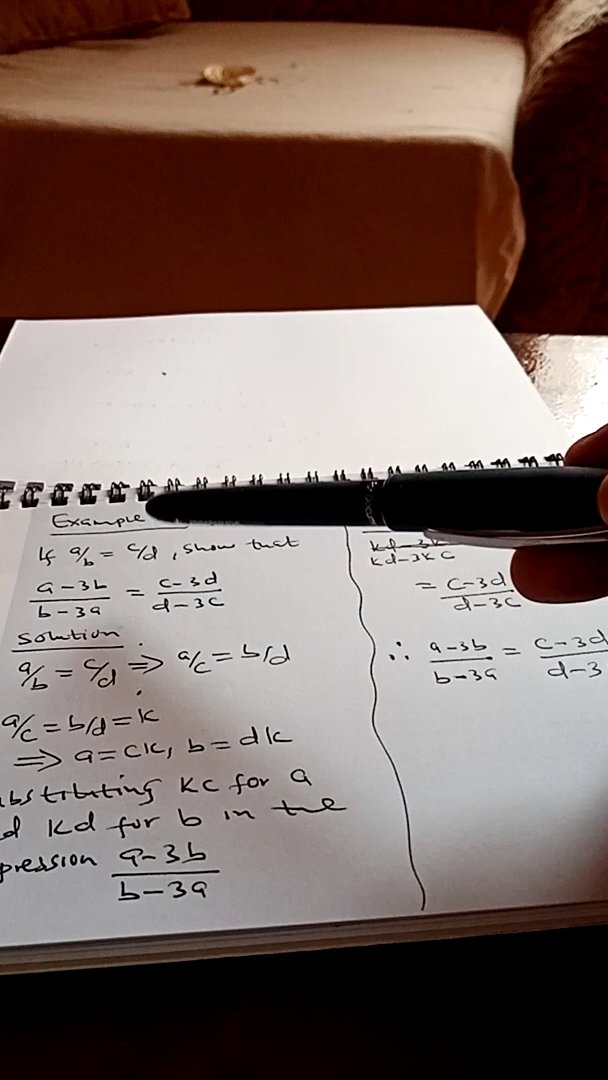 Example
If a/b = c/d, show that
a-3b/b-3a = c-3d/d-3c
Solution
a/b = c/d ⇒ a/c = b/d
a/c = b/d = k
⇒ a = ck, b = dk
bstituting kc for a
d kd for b in the
pression a-3b/b-3a
kd-3kc
= c-3d/d-3c
∴ a-3b/b-3a = c-3d/d-3